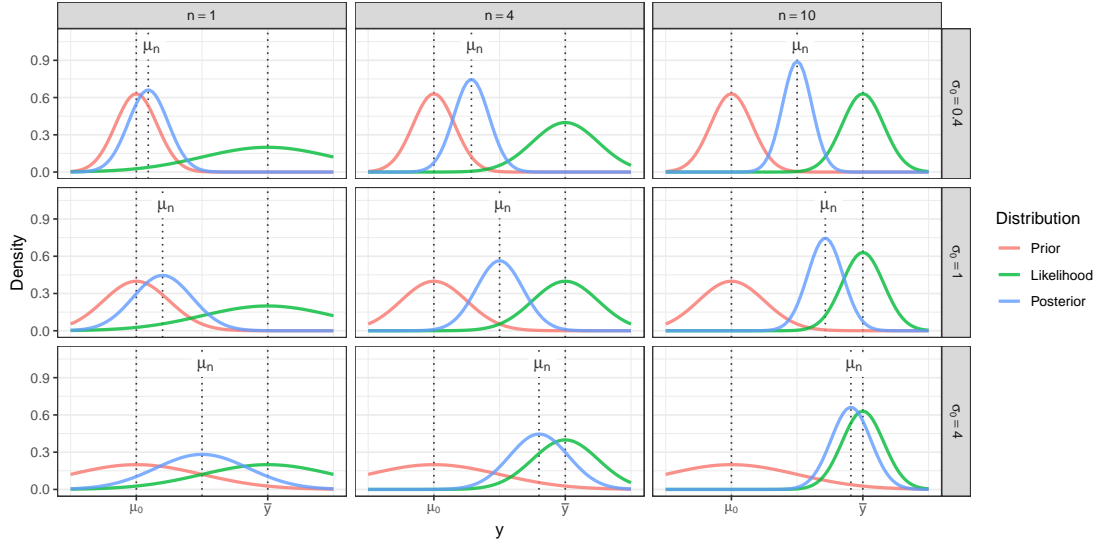 n = 1
n = 4
n = 10
μn
μn
μn
0.9
0.6
0.3
0.0
σ0 = 0.4
μn
μn
μn
0.9
0.6
0.3
0.0
σ0 = 1
μn
μn
μn
0.9
0.6
0.3
0.0
σ0 = 4
μ0
ȳ
μ0
ȳ
μ0
ȳ
y
Density
Distribution
Prior
Likelihood
Posterior